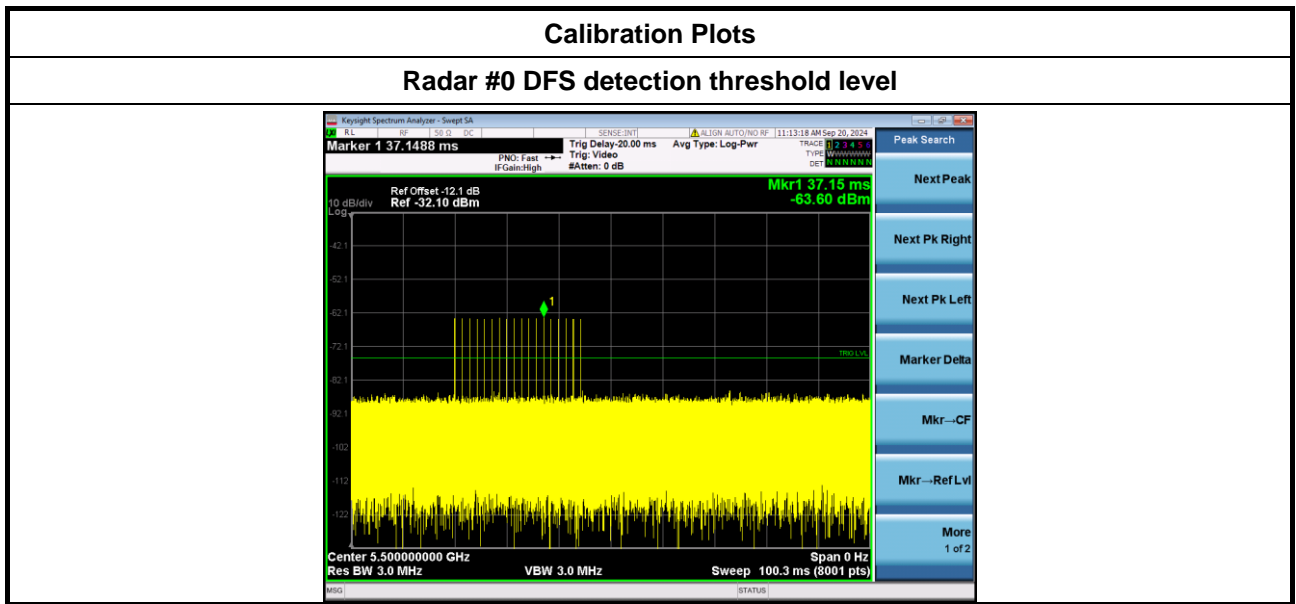 Calibration Plots
Radar #0 DFS detection threshold level
Keysight Spectrum Analyzer - Swept SA
RL RF 50 Ω DC SENSE:INT ALIGN AUTO/NO RF 11:13:18 AM Sep 20, 2024
Marker 1 37.1488 ms
PNO: Fast
IFGain:High
Trig Delay-20.00 ms
Trig: Video
#Atten: 0 dB
Avg Type: Log-Pwr
TRACE 1 2 3 4 5 6
TYPE WWWWWW
DET N N N N N N
Peak Search
Mkr1 37.15 ms
-63.60 dBm
Ref Offset -12.1 dB
10 dB/div Ref -32.10 dBm
Log
-42.1
-52.1
-62.1
-72.1
-82.1
-92.1
-102
-112
-122
1
TRIG LVL
Center 5.500000000 GHz
Span 0 Hz
Res BW 3.0 MHz
VBW 3.0 MHz
Sweep 100.3 ms (8001 pts)
MSG
STATUS
Next Peak
Next Pk Right
Next Pk Left
Marker Delta
Mkr→CF
Mkr→Ref Lvl
More
1 of 2